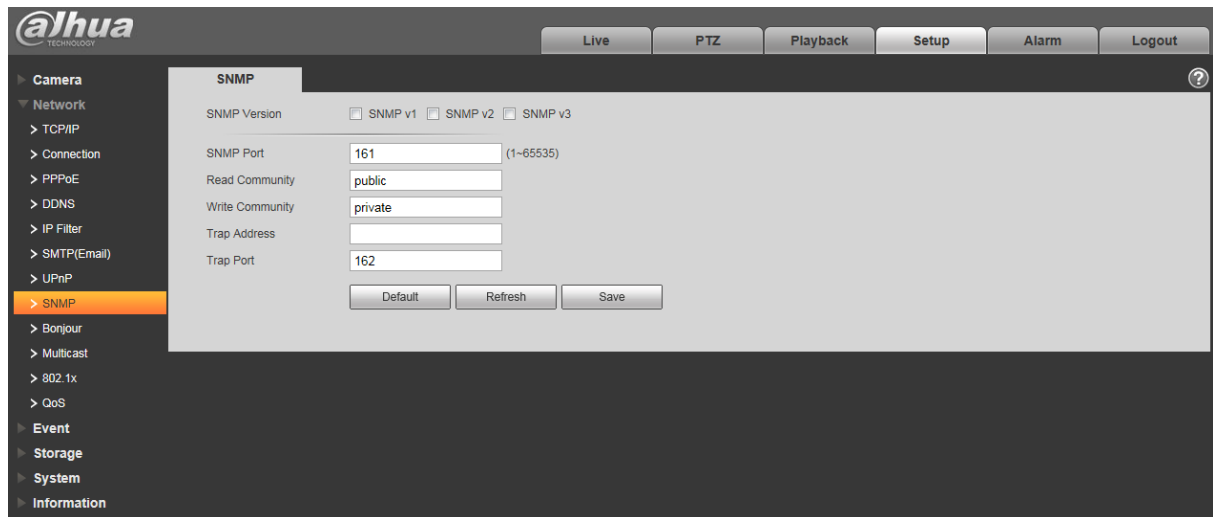 alhua
TECHNOLOGY
Live PTZ Playback Setup Alarm Logout
Camera
Network
> TCP/IP
> Connection
> PPPoE
> DDNS
> IP Filter
> SMTP(Email)
> UPnP
> SNMP
> Bonjour
> Multicast
> 802.1x
> QoS
Event
Storage
System
Information
SNMP ?
SNMP Version SNMP v1 SNMP v2 SNMP v3
SNMP Port 161 (1~65535)
Read Community public
Write Community private
Trap Address
Trap Port 162
Default Refresh Save